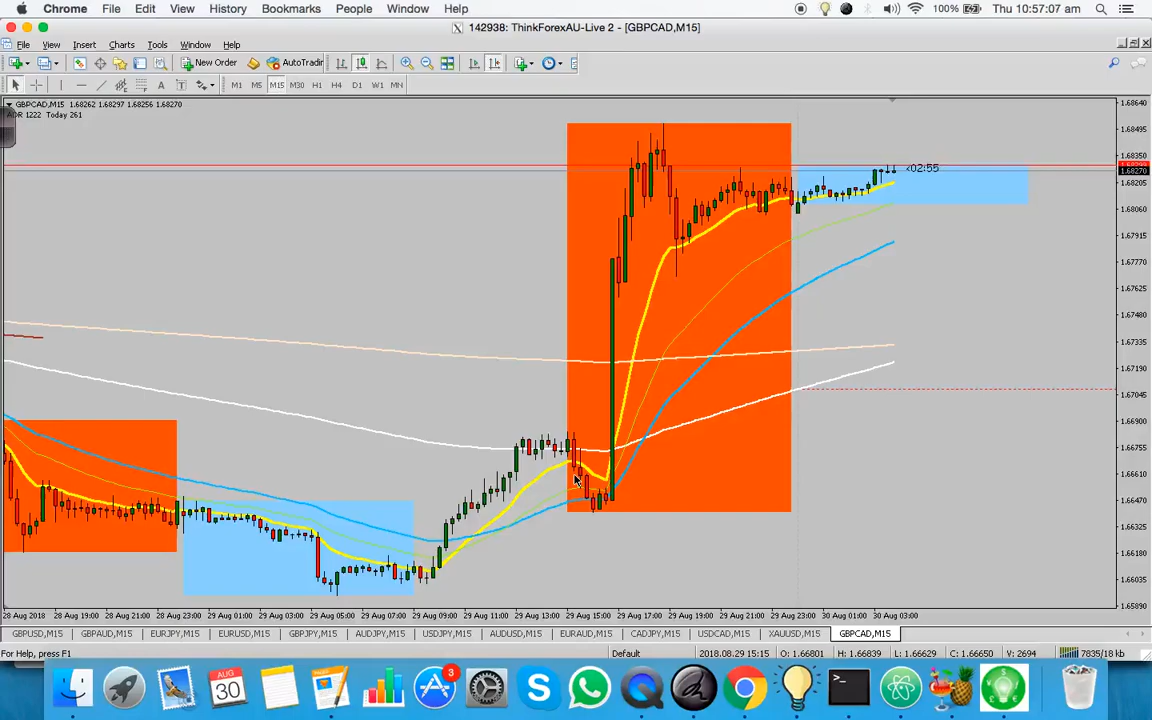 Chrome File Edit View History Bookmarks People Window Help 100% Thu 10:57:07 am
142938: ThinkForexAU-Live 2 - [GBPCAD,M15]
File View Insert Charts Tools Window Help
New Order AutoTradin
A T M1 M5 M15 M30 H1 H4 D1 W1 MN
GBPCAD,M15 1.68262 1.68297 1.68256 1.68270
ADR 1222 Today 261
<02:55
1.68640
1.68495
1.68350
1.68270
1.68205
1.68060
1.67915
1.67770
1.67625
1.67480
1.67335
1.67190
1.67045
1.66900
1.66755
1.66610
1.66470
1.66325
1.66180
1.66035
1.65890
28 Aug 2018 28 Aug 19:00 28 Aug 21:00 28 Aug 23:00 29 Aug 01:00 29 Aug 03:00 29 Aug 05:00 29 Aug 07:00 29 Aug 09:00 29 Aug 11:00 29 Aug 13:00 29 Aug 15:00 29 Aug 17:00 29 Aug 19:00 29 Aug 21:00 29 Aug 23:00 30 Aug 01:00 30 Aug 03:00
GBPUSD,M15 GBPAUD,M15 EURJPY,M15 EURUSD,M15 GBPJPY,M15 AUDJPY,M15 USDJPY,M15 AUDUSD,M15 EURAUD,M15 CADJPY,M15 USDCAD,M15 XAUUSD,M15 GBPCAD,M15
For Help, press F1 Default 2018.08.29 15:15 O: 1.66801 H: 1.66839 L: 1.66629 C: 1.66650 V: 2694 7835/18 kb
AUG
30
3